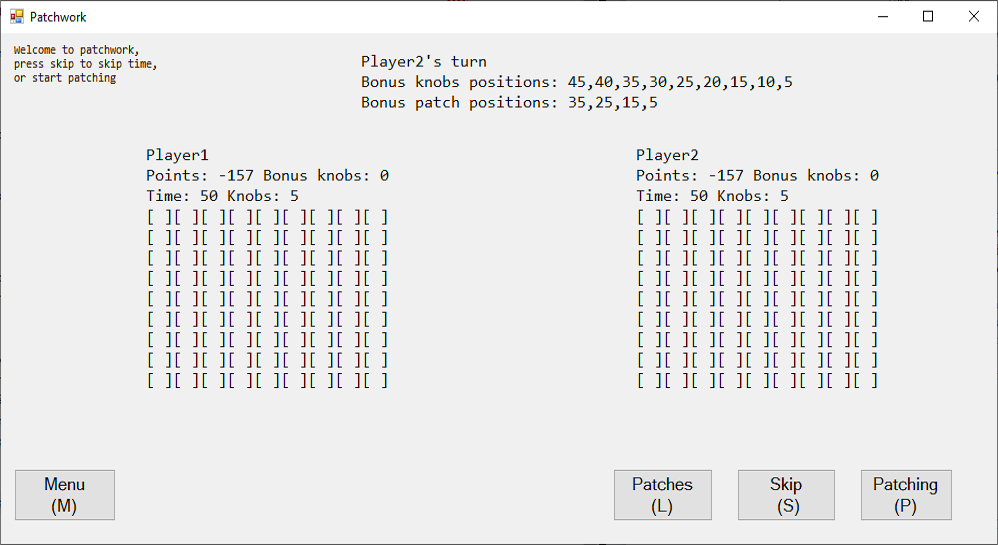 Patchwork
Welcome to patchwork,
press skip to skip time,
or start patching
Player2's turn
Bonus knobs positions: 45,40,35,30,25,20,15,10,5
Bonus patch positions: 35,25,15,5
Player1
Points: -157 Bonus knobs: 0
Time: 50 Knobs: 5
[ ][ ][ ][ ][ ][ ][ ][ ][ ]
[ ][ ][ ][ ][ ][ ][ ][ ][ ]
[ ][ ][ ][ ][ ][ ][ ][ ][ ]
[ ][ ][ ][ ][ ][ ][ ][ ][ ]
[ ][ ][ ][ ][ ][ ][ ][ ][ ]
[ ][ ][ ][ ][ ][ ][ ][ ][ ]
[ ][ ][ ][ ][ ][ ][ ][ ][ ]
[ ][ ][ ][ ][ ][ ][ ][ ][ ]
[ ][ ][ ][ ][ ][ ][ ][ ][ ]
Player2
Points: -157 Bonus knobs: 0
Time: 50 Knobs: 5
[ ][ ][ ][ ][ ][ ][ ][ ][ ]
[ ][ ][ ][ ][ ][ ][ ][ ][ ]
[ ][ ][ ][ ][ ][ ][ ][ ][ ]
[ ][ ][ ][ ][ ][ ][ ][ ][ ]
[ ][ ][ ][ ][ ][ ][ ][ ][ ]
[ ][ ][ ][ ][ ][ ][ ][ ][ ]
[ ][ ][ ][ ][ ][ ][ ][ ][ ]
[ ][ ][ ][ ][ ][ ][ ][ ][ ]
[ ][ ][ ][ ][ ][ ][ ][ ][ ]
Menu
(M)
Patches
(L)
Skip
(S)
Patching
(P)